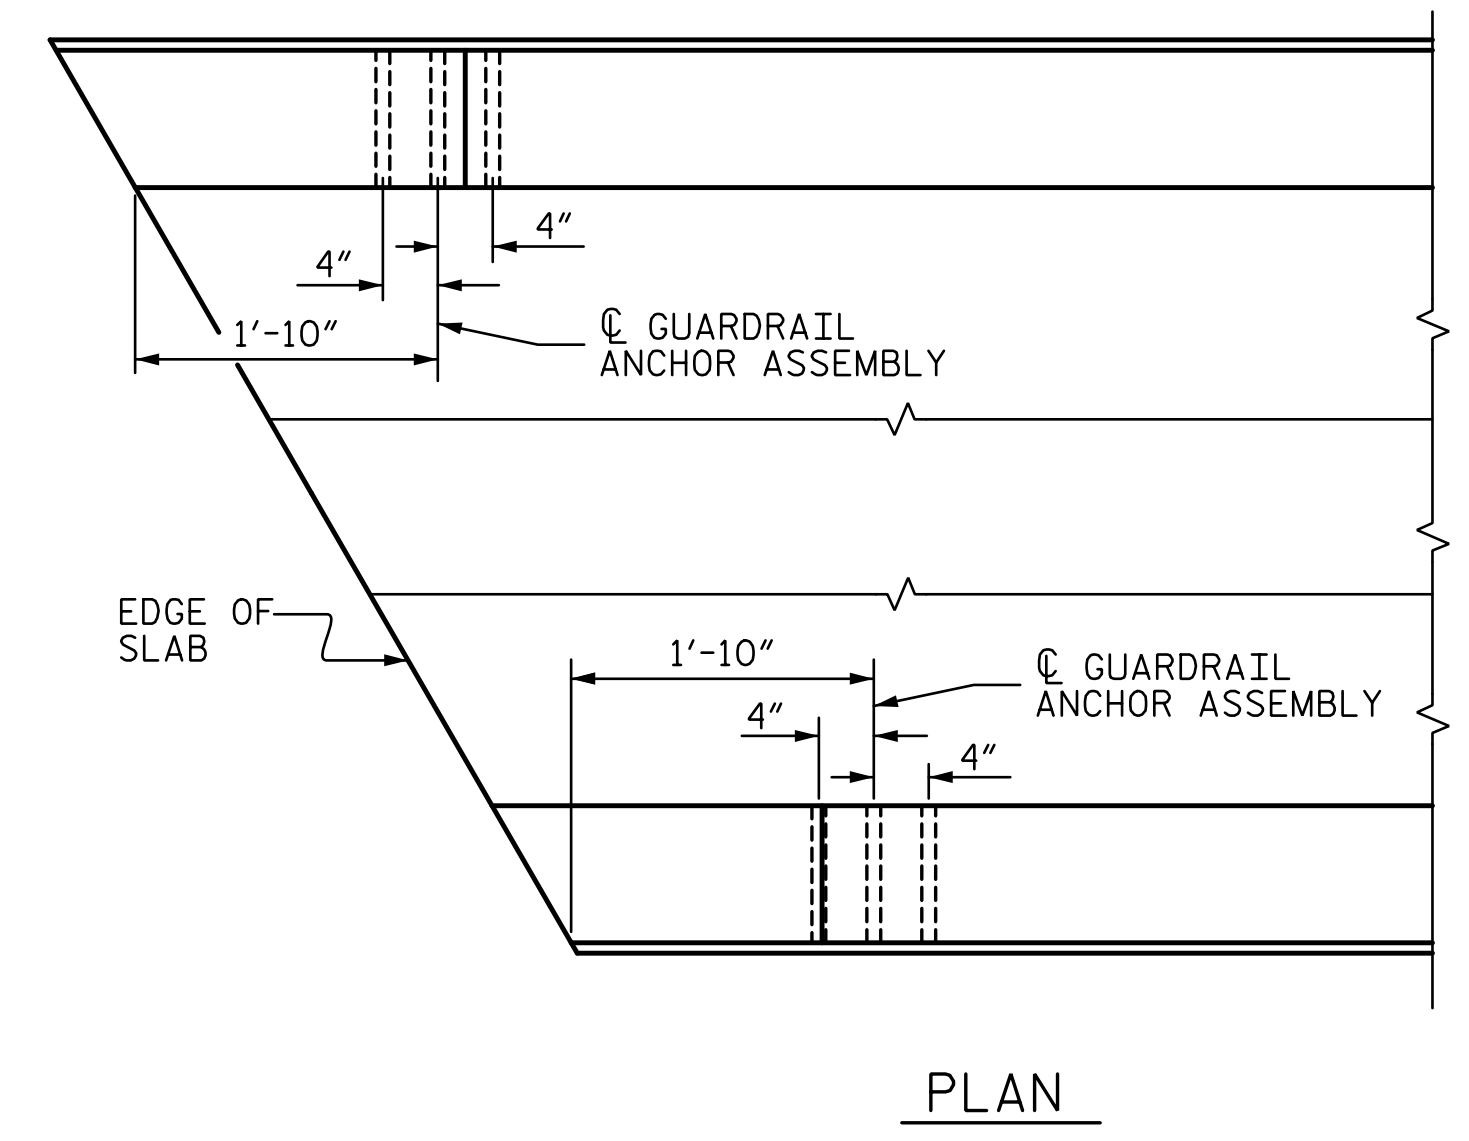 4"
4"
1'-10"
℄ GUARDRAIL
ANCHOR ASSEMBLY
EDGE OF
SLAB
1'-10"
℄ GUARDRAIL
ANCHOR ASSEMBLY
4"
4"
PLAN